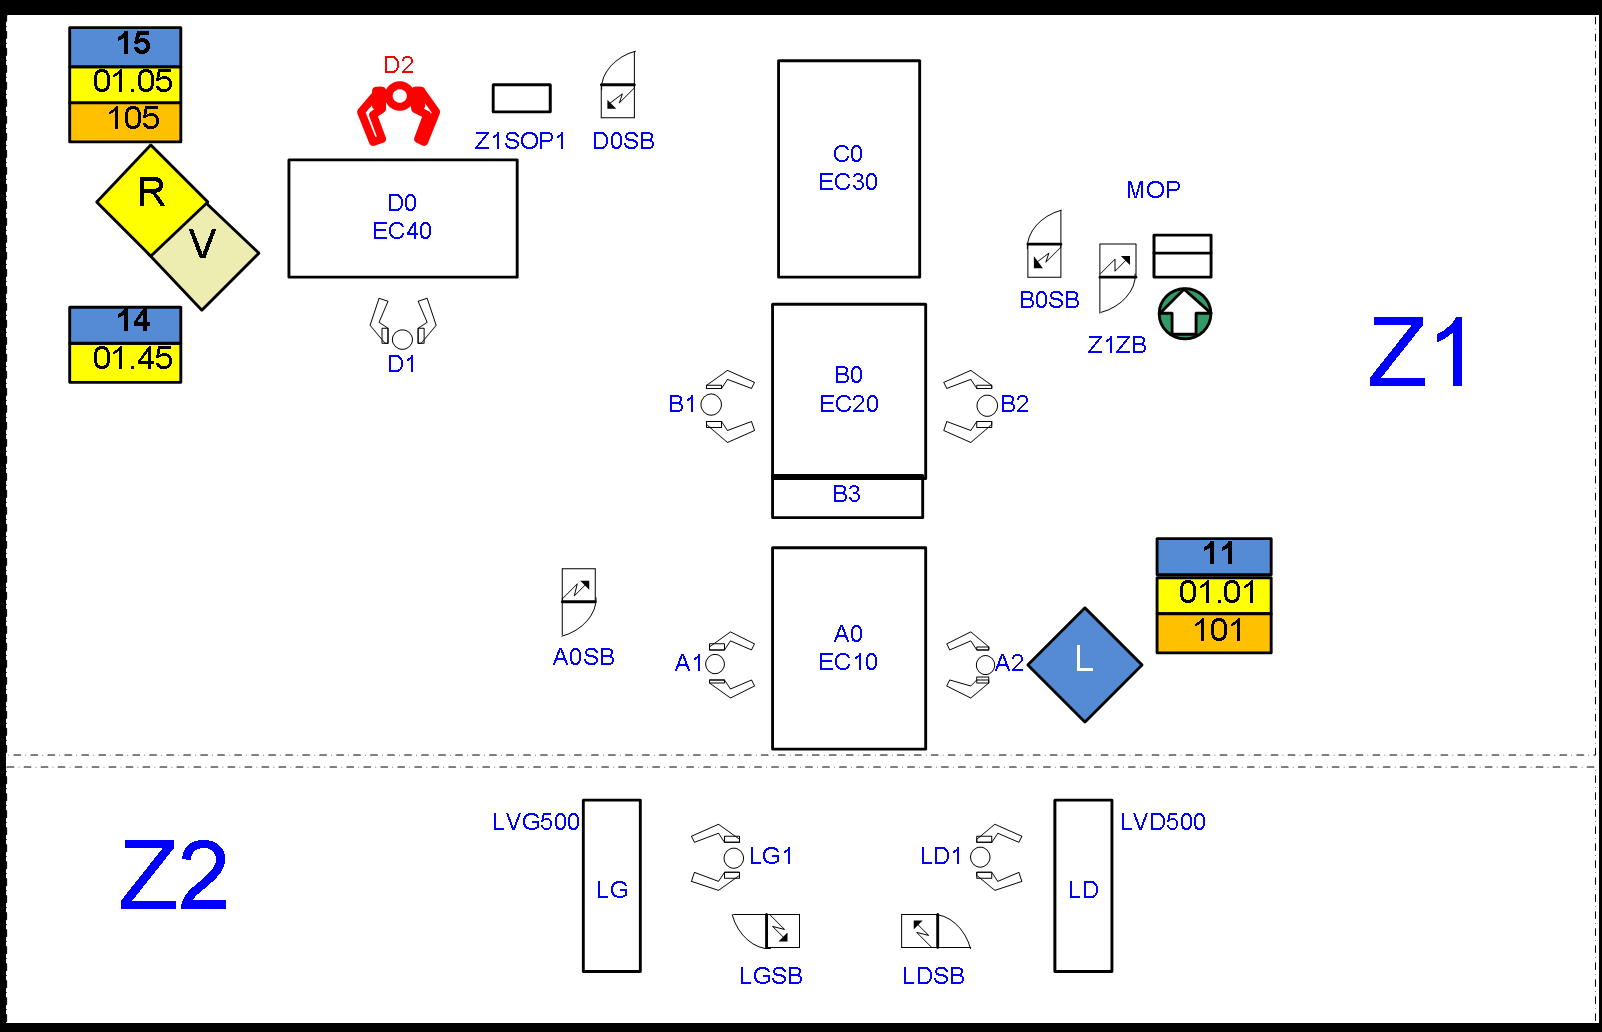 15
01.05
105
R
V
14
01.45
D2
Z1SOP1
D0SB
D0
EC40
D1
C0
EC30
MOP
B0SB
Z1ZB
Z1
B1
B0
EC20
B2
B3
A0SB
A1
A0
EC10
A2
L
11
01.01
101
Z2
LVG500
LG
LG1
LGSB
LD1
LDSB
LD
LVD500